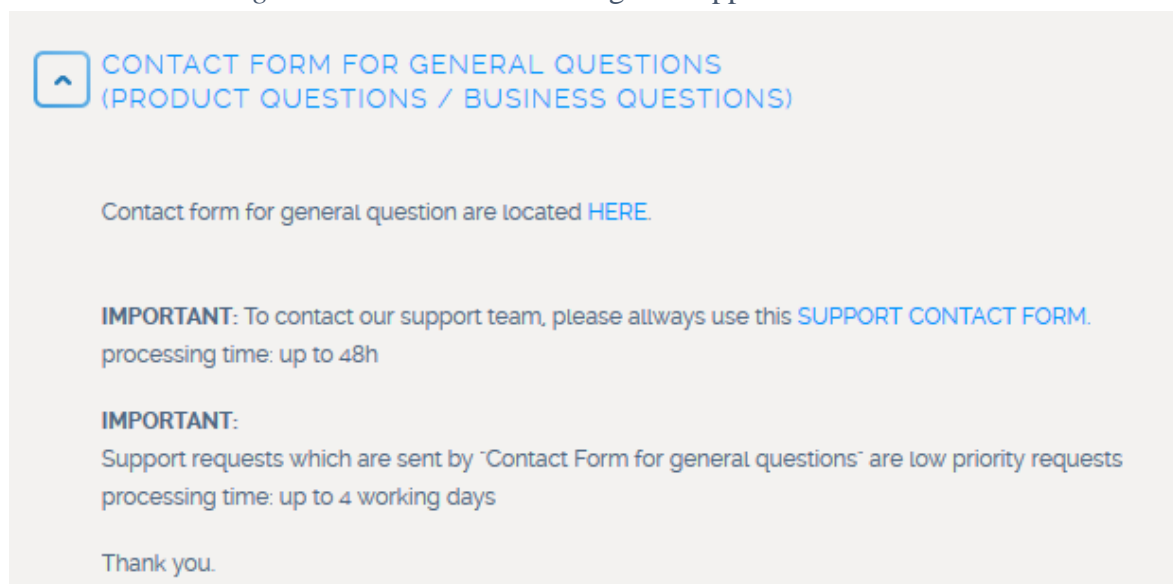 CONTACT FORM FOR GENERAL QUESTIONS
(PRODUCT QUESTIONS / BUSINESS QUESTIONS)
Contact form for general question are located HERE.
IMPORTANT: To contact our support team, please allways use this SUPPORT CONTACT FORM.
processing time: up to 48h
IMPORTANT:
Support requests which are sent by "Contact Form for general questions" are low priority requests
processing time: up to 4 working days
Thank you.